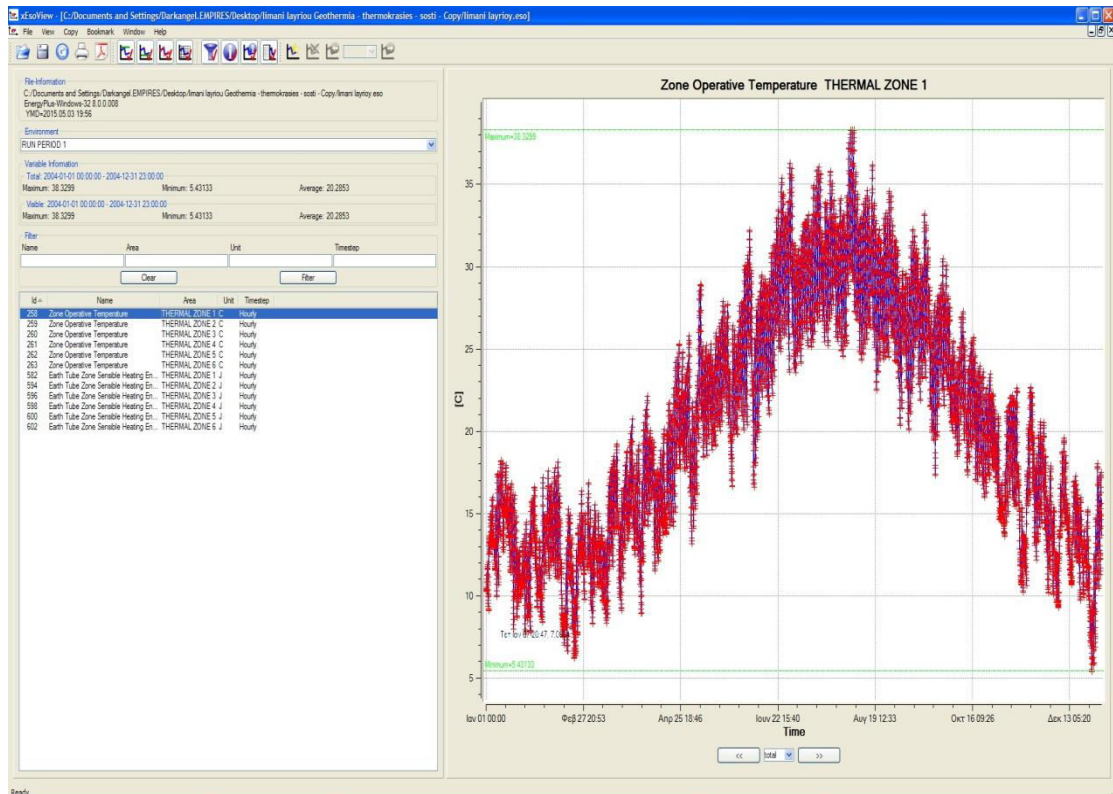 xEsoView - [C:/Documents and Settings/Darkangel.EMPIRES/Desktop/limani layriou Geothermia - thermokrasies - sosti - Copy/limani layrioy.eso]
File View Copy Bookmark Window Help
File-Information
C:/Documents and Settings/Darkangel.EMPIRES/Desktop/limani layriou Geothermia - thermokrasies - sosti - Copy/limani layrioy.eso
EnergyPlus-Windows-32 8.0.0.008
YMD=2015.05.03 19:56
Environment
RUN PERIOD 1
Variable Information
Total: 2004-01-01 00:00:00 - 2004-12-31 23:00:00
Maximum: 38.3299 Minimum: 5.43133 Average: 20.2853
Visible: 2004-01-01 00:00:00 - 2004-12-31 23:00:00
Maximum: 38.3299 Minimum: 5.43133 Average: 20.2853
Filter
Name Area Unit Timestep
Clear Filter
Id Name Area Unit Timestep
258 Zone Operative Temperature THERMAL ZONE 1 C Hourly
259 Zone Operative Temperature THERMAL ZONE 2 C Hourly
260 Zone Operative Temperature THERMAL ZONE 3 C Hourly
261 Zone Operative Temperature THERMAL ZONE 4 C Hourly
262 Zone Operative Temperature THERMAL ZONE 5 C Hourly
263 Zone Operative Temperature THERMAL ZONE 6 C Hourly
582 Earth Tube Zone Sensible Heating En... THERMAL ZONE 1 J Hourly
594 Earth Tube Zone Sensible Heating En... THERMAL ZONE 2 J Hourly
596 Earth Tube Zone Sensible Heating En... THERMAL ZONE 3 J Hourly
598 Earth Tube Zone Sensible Heating En... THERMAL ZONE 4 J Hourly
600 Earth Tube Zone Sensible Heating En... THERMAL ZONE 5 J Hourly
602 Earth Tube Zone Sensible Heating En... THERMAL ZONE 6 J Hourly
Zone Operative Temperature THERMAL ZONE 1
Maximum=38.3299
35
30
25
[C]
20
15
10
Minimum=5.43133
5
Ιαν 01 00:00 Φεβ 27 20:53 Απρ 25 18:46 Ιουν 22 15:40 Αυγ 19 12:33 Οκτ 16 09:26 Δεκ 13 05:20
Time
<< total >>
Ready